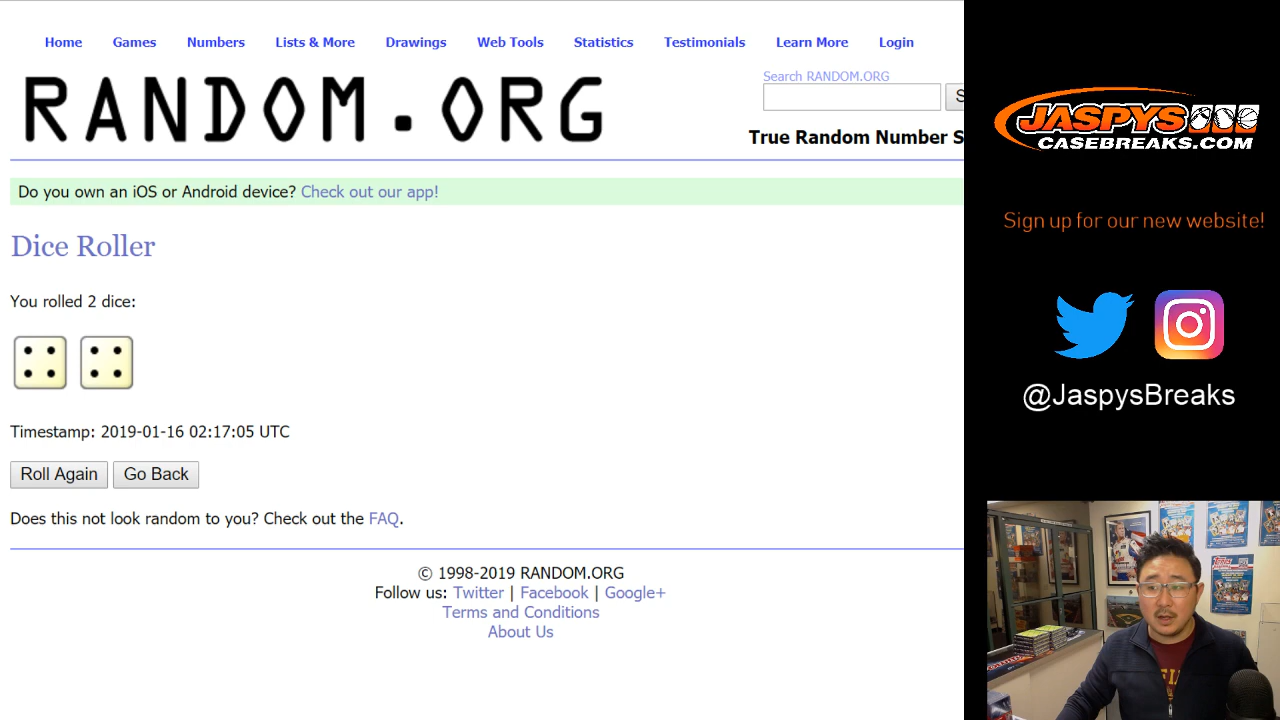 Home Games Numbers Lists & More Drawings Web Tools Statistics Testimonials Learn More Login
RANDOM.ORG
Search RANDOM.ORG
S
True Random Number S
Do you own an iOS or Android device? Check out our app!
Dice Roller
You rolled 2 dice:
Timestamp: 2019-01-16 02:17:05 UTC
Roll Again Go Back
Does this not look random to you? Check out the FAQ.
© 1998-2019 RANDOM.ORG
Follow us: Twitter | Facebook | Google+
Terms and Conditions
About Us
JASPYS
CASEBREAKS.COM
Sign up for our new website!
@JaspysBreaks